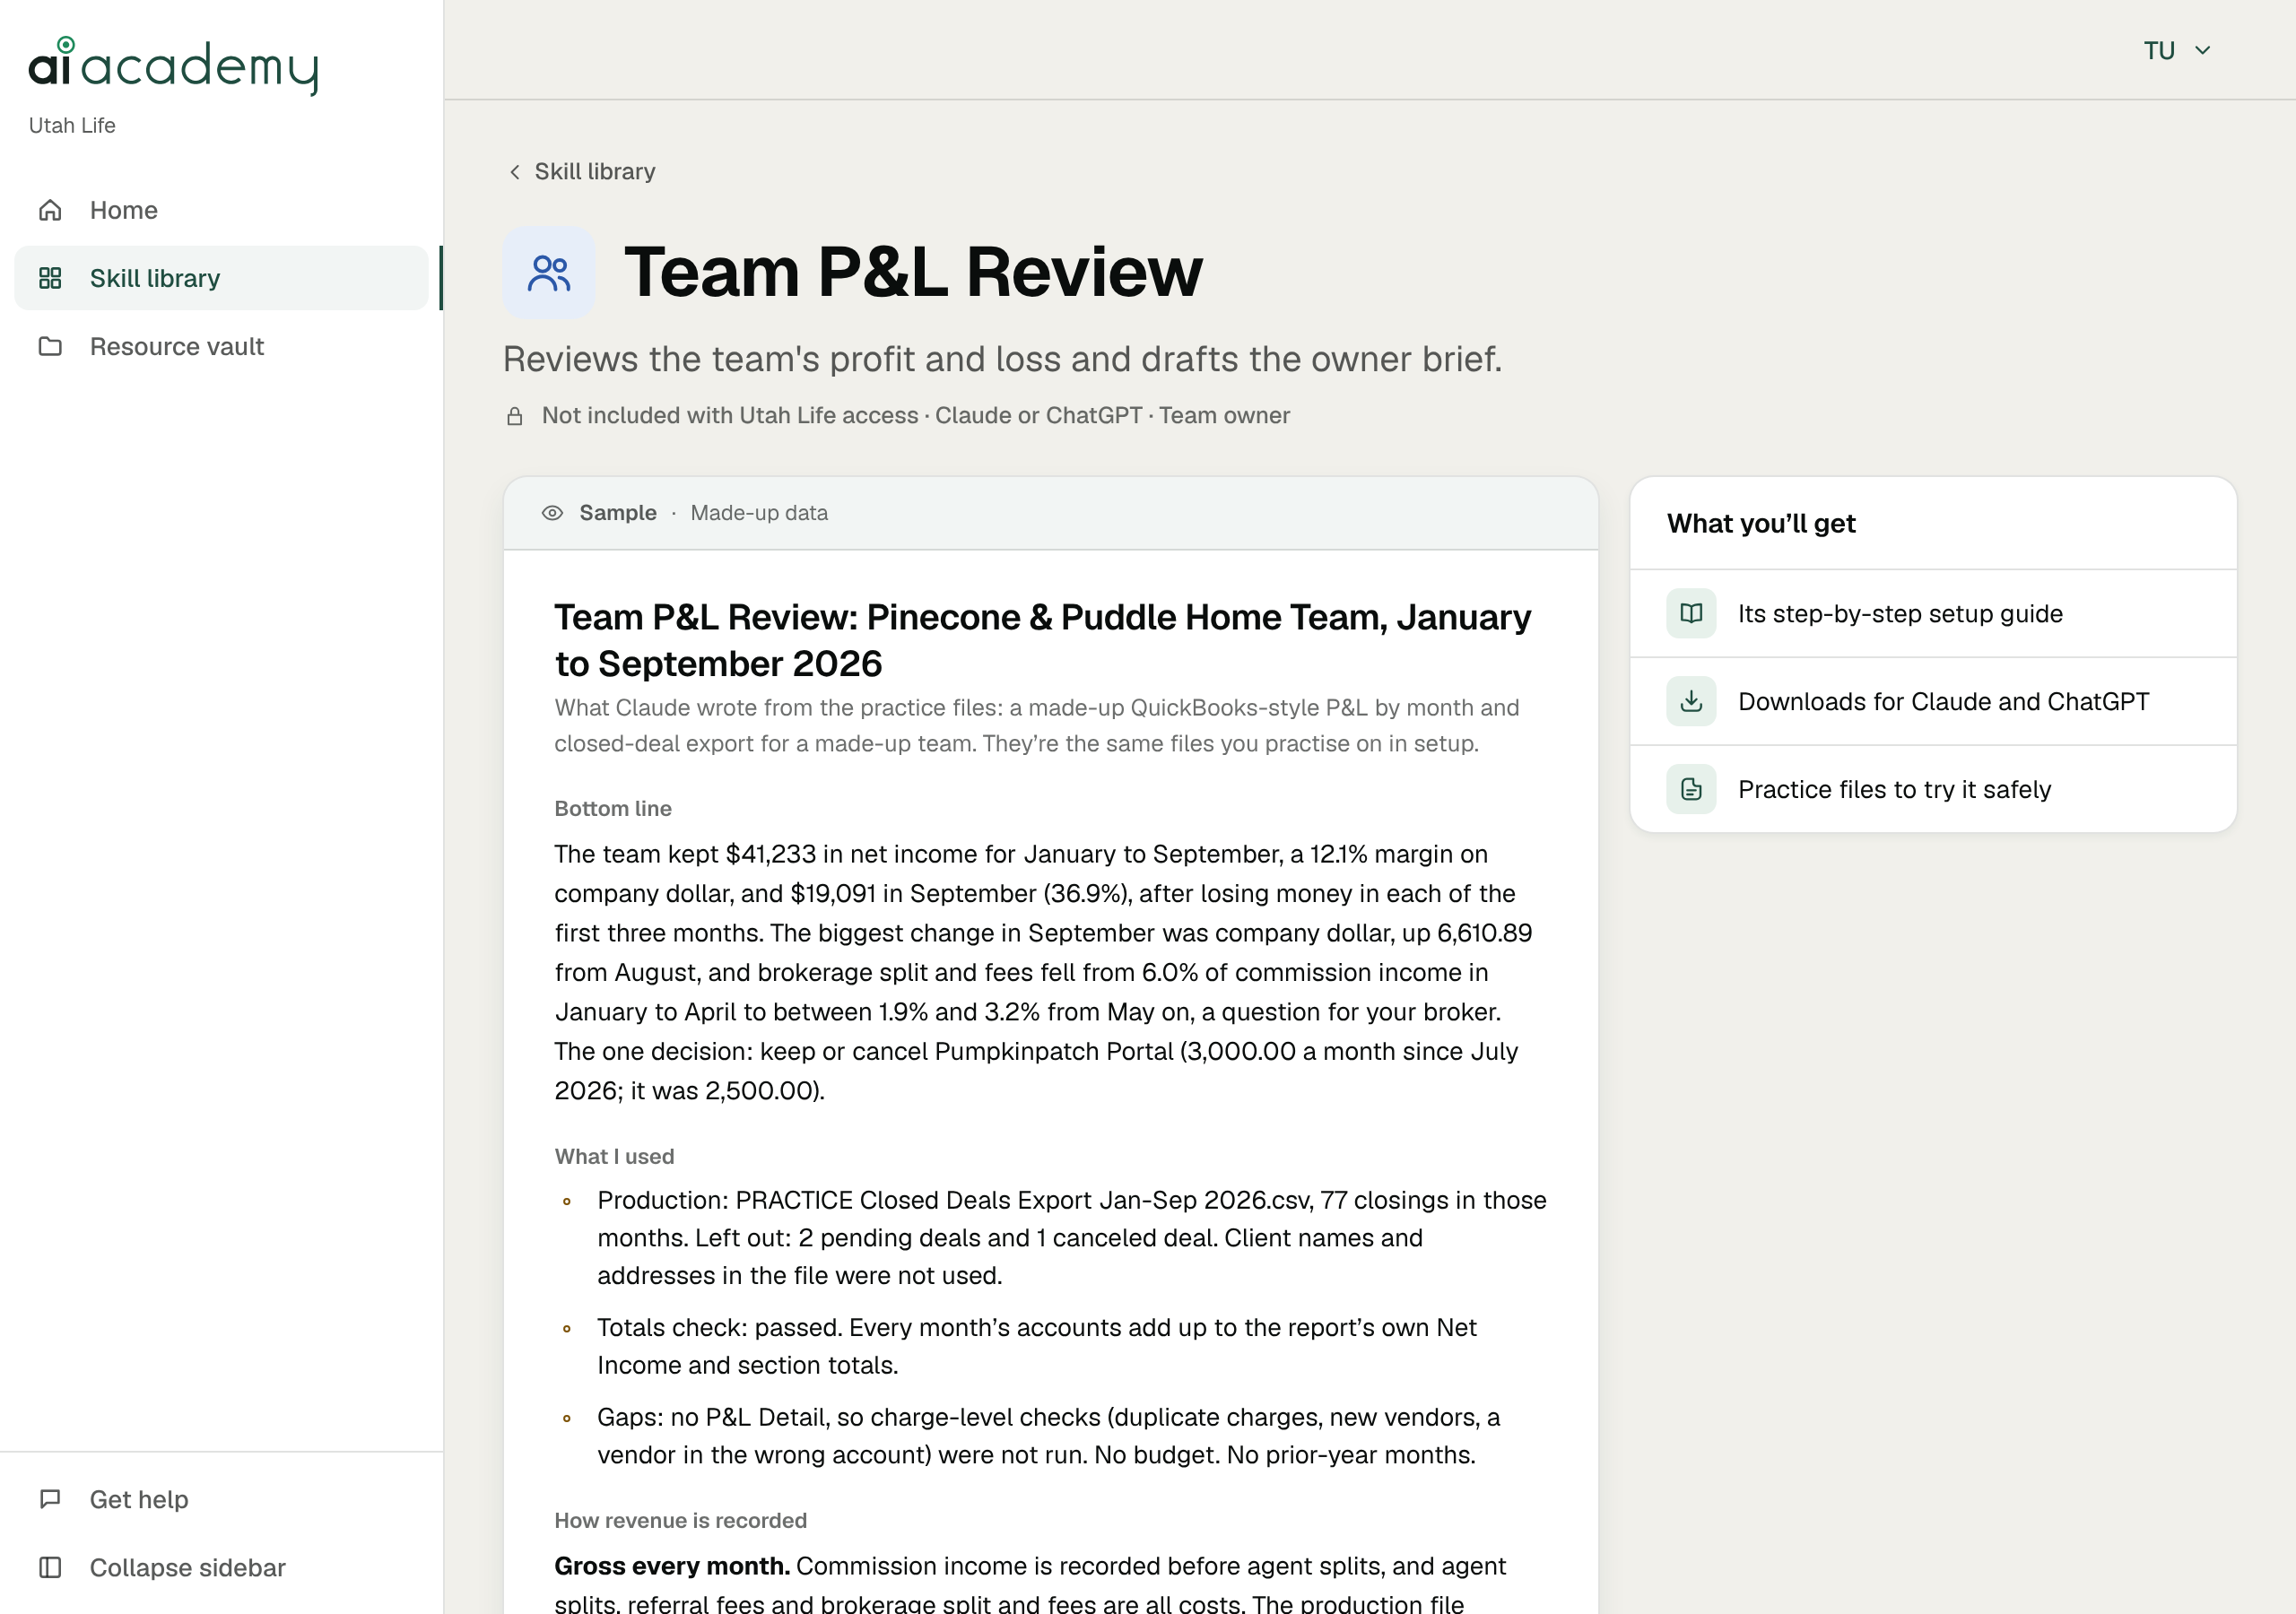 ai academy
Utah Life
Home
Skill library
Resource vault
Get help
Collapse sidebar
TU
Skill library
Team P&L Review
Reviews the team's profit and loss and drafts the owner brief.
Not included with Utah Life access · Claude or ChatGPT · Team owner
Sample · Made-up data
Team P&L Review: Pinecone & Puddle Home Team, January
to September 2026
What Claude wrote from the practice files: a made-up QuickBooks-style P&L by month and
closed-deal export for a made-up team. They’re the same files you practise on in setup.
Bottom line
The team kept $41,233 in net income for January to September, a 12.1% margin on
company dollar, and $19,091 in September (36.9%), after losing money in each of the
first three months. The biggest change in September was company dollar, up 6,610.89
from August, and brokerage split and fees fell from 6.0% of commission income in
January to April to between 1.9% and 3.2% from May on, a question for your broker.
The one decision: keep or cancel Pumpkinpatch Portal (3,000.00 a month since July
2026; it was 2,500.00).
What I used
Production: PRACTICE Closed Deals Export Jan-Sep 2026.csv, 77 closings in those
months. Left out: 2 pending deals and 1 canceled deal. Client names and
addresses in the file were not used.
Totals check: passed. Every month’s accounts add up to the report’s own Net
Income and section totals.
Gaps: no P&L Detail, so charge-level checks (duplicate charges, new vendors, a
vendor in the wrong account) were not run. No budget. No prior-year months.
How revenue is recorded
Gross every month. Commission income is recorded before agent splits, and agent
splits, referral fees and brokerage split and fees are all costs. The production file
What you’ll get
Its step-by-step setup guide
Downloads for Claude and ChatGPT
Practice files to try it safely